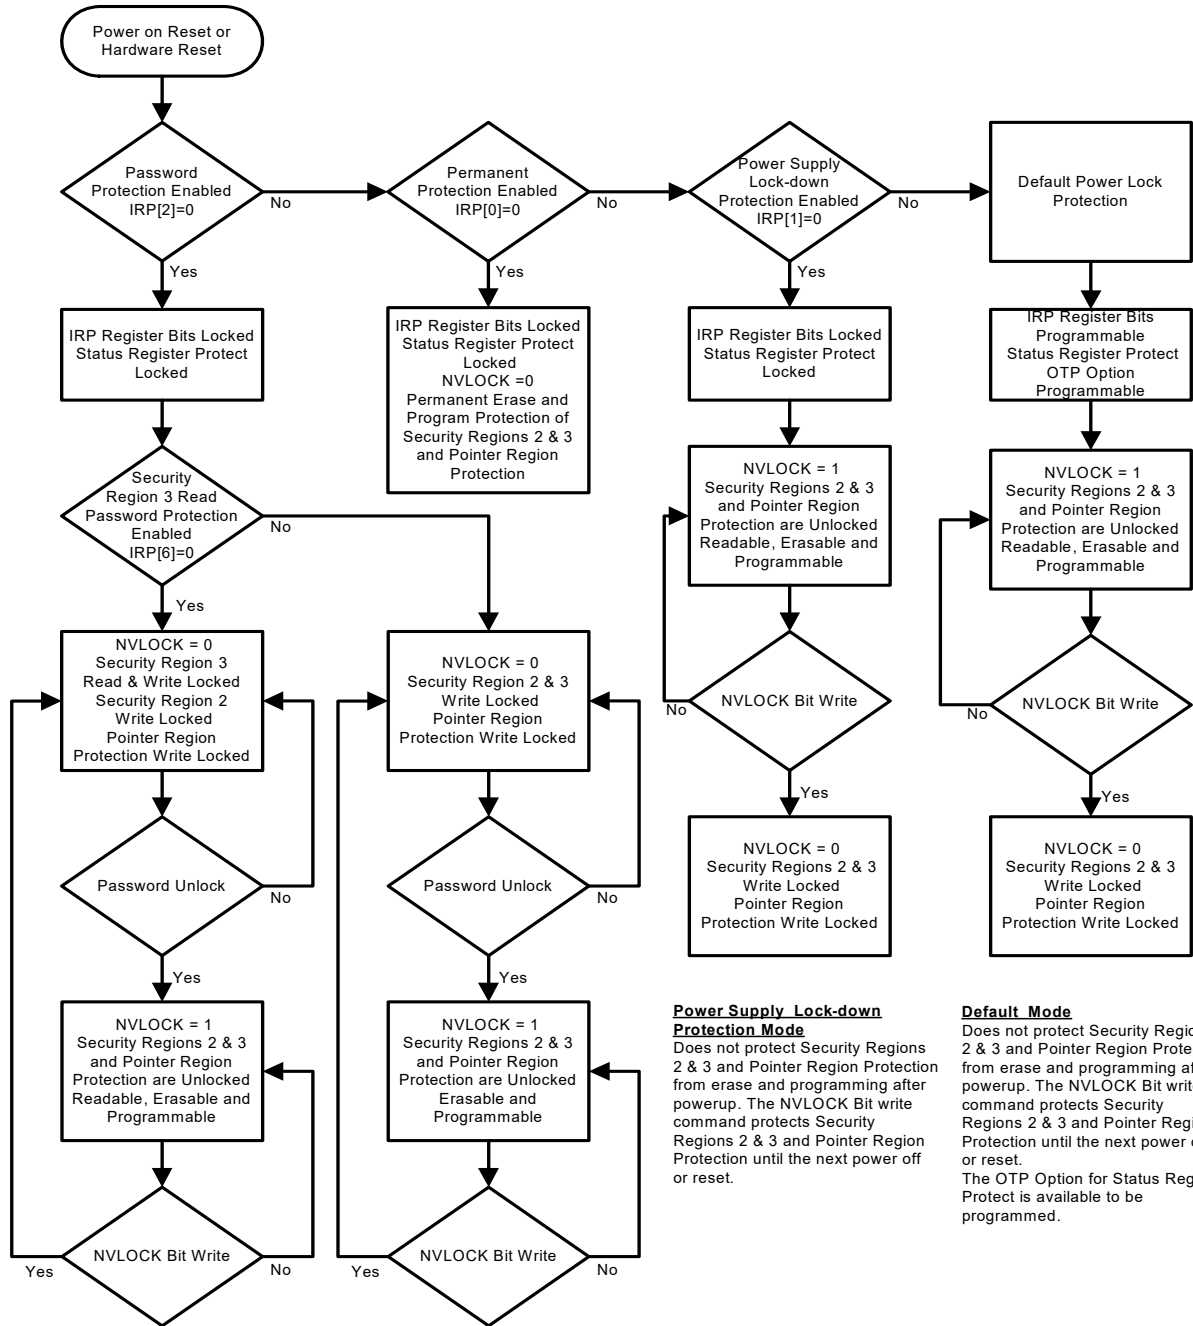 Power on Reset or
Hardware Reset
Password
Protection Enabled
IRP[2]=0
No
Yes
Permanent
Protection Enabled
IRP[0]=0
No
Yes
Power Supply
Lock-down
Protection Enabled
IRP[1]=0
No
Yes
Default Power Lock
Protection
IRP Register Bits Locked
Status Register Protect
Locked
IRP Register Bits Locked
Status Register Protect
Locked
NVLOCK =0
Permanent Erase and
Program Protection of
Security Regions 2 & 3
and Pointer Region
Protection
IRP Register Bits Locked
Status Register Protect
Locked
IRP Register Bits
Programmable
Status Register Protect
OTP Option
Programmable
Security
Region 3 Read
Password Protection
Enabled
IRP[6]=0
No
Yes
NVLOCK = 1
Security Regions 2 & 3
and Pointer Region
Protection are Unlocked
Readable, Erasable and
Programmable
NVLOCK = 1
Security Regions 2 & 3
and Pointer Region
Protection are Unlocked
Readable, Erasable and
Programmable
NVLOCK = 0
Security Region 3
Read & Write Locked
Security Region 2
Write Locked
Pointer Region
Protection Write Locked
NVLOCK = 0
Security Region 2 & 3
Write Locked
Pointer Region
Protection Write Locked
NVLOCK Bit Write
No
Yes
NVLOCK Bit Write
No
Yes
Password Unlock
No
Yes
Password Unlock
No
Yes
NVLOCK = 0
Security Regions 2 & 3
Write Locked
Pointer Region
Protection Write Locked
NVLOCK = 0
Security Regions 2 & 3
Write Locked
Pointer Region
Protection Write Locked
NVLOCK = 1
Security Regions 2 & 3
and Pointer Region
Protection are Unlocked
Readable, Erasable and
Programmable
NVLOCK = 1
Security Regions 2 & 3
and Pointer Region
Protection are Unlocked
Erasable and
Programmable
NVLOCK Bit Write
Yes
No
NVLOCK Bit Write
Yes
No
Power Supply Lock-down
Protection Mode
Does not protect Security Regions
2 & 3 and Pointer Region Protection
from erase and programming after
powerup. The NVLOCK Bit write
command protects Security
Regions 2 & 3 and Pointer Region
Protection until the next power off
or reset.
Default Mode
Does not protect Security
2 & 3 and Pointer Region
from erase and programming
powerup. The NVLOCK Bit
command protects Security
Regions 2 & 3 and Pointer
Protection until the next power
or reset.
The OTP Option for Status
Protect is available to be
programmed.